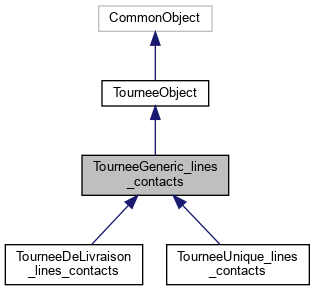 CommonObject
TourneeObject
TourneeGeneric_lines
_contacts
TourneeDeLivraison
_lines_contacts
TourneeUnique_lines
_contacts